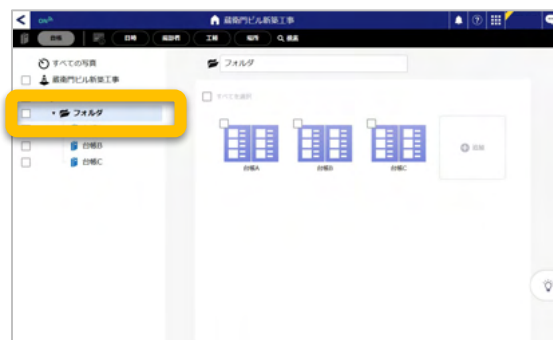 蔵衛門ビル新築工事
台帳 日時 撮影者 工種 場所 検索
すべての写真
蔵衛門ビル新築工事
フォルダ
台帳B
台帳C
フォルダ
すべてを選択
台帳A 台帳B 台帳C
追加